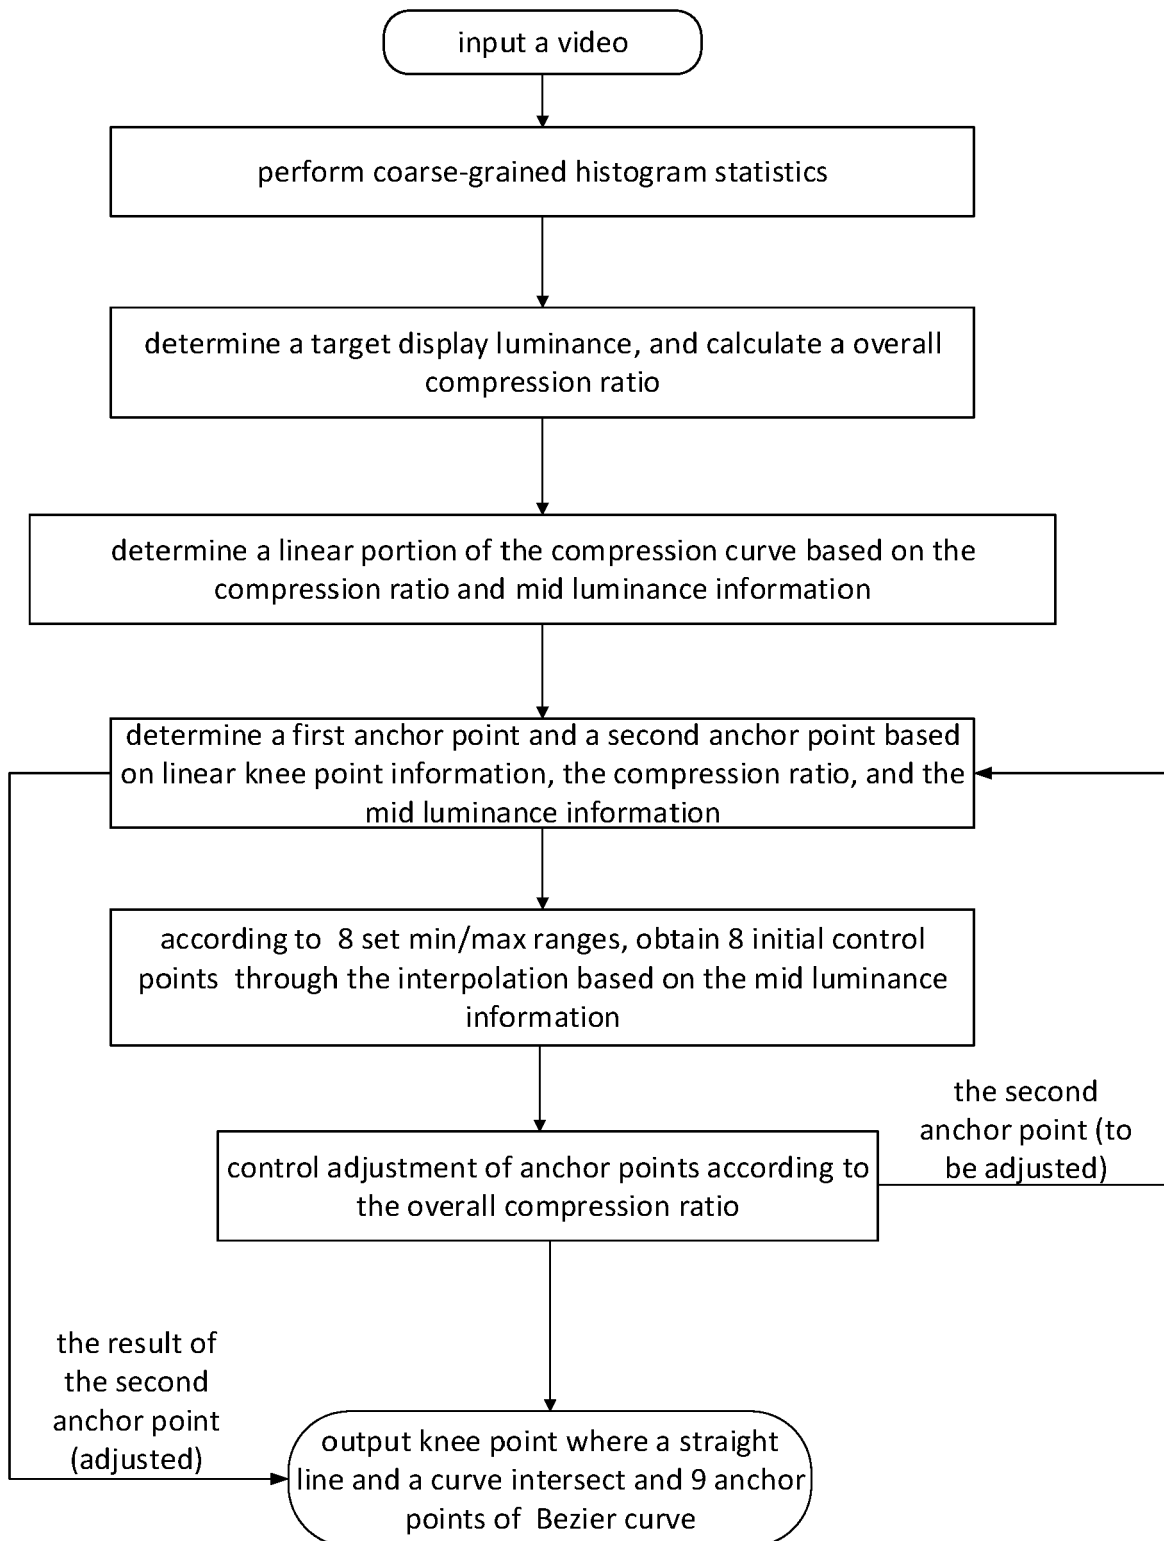 input a video
perform coarse-grained histogram statistics
determine a target display luminance, and calculate a overall
compression ratio
determine a linear portion of the compression curve based on the
compression ratio and mid luminance information
determine a first anchor point and a second anchor point based
on linear knee point information, the compression ratio, and the
mid luminance information
according to 8 set min/max ranges, obtain 8 initial control
points through the interpolation based on the mid luminance
information
the second
anchor point (to
be adjusted)
control adjustment of anchor points according to
the overall compression ratio
the result of
the second
anchor point
(adjusted)
output knee point where a straight
line and a curve intersect and 9 anchor
points of Bezier curve